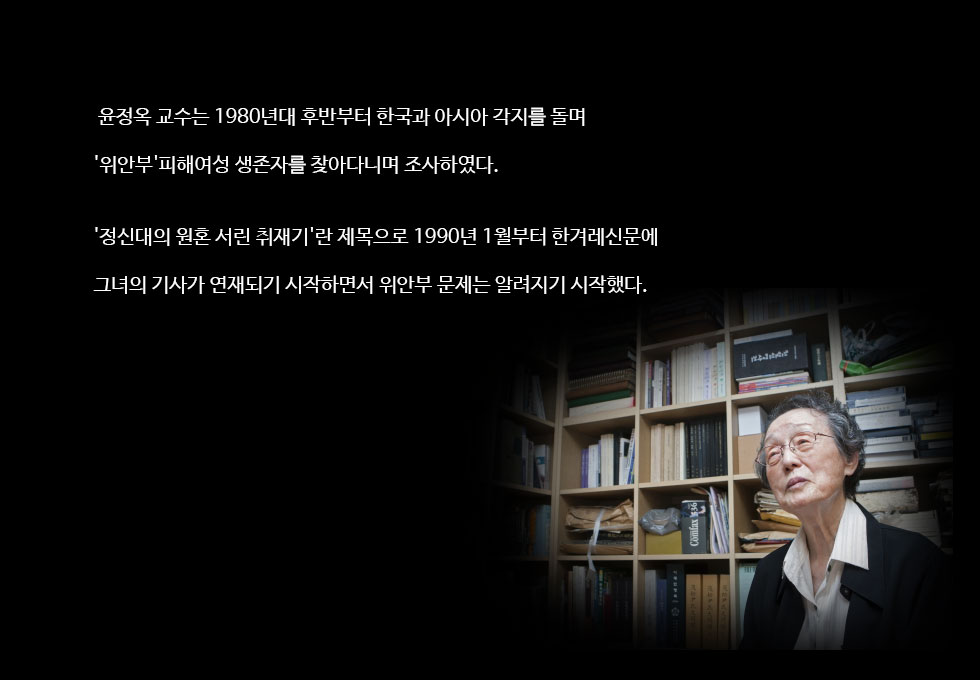 윤정옥 교수는 1980년대 후반부터 한국과 아시아 각지를 돌며
'위안부'피해여성 생존자를 찾아다니며 조사하였다.
'정신대의 원혼 서린 취재기'란 제목으로 1990년 1월부터 한겨레신문에
그녀의 기사가 연재되기 시작하면서 위안부 문제는 알려지기 시작했다.
Comfax